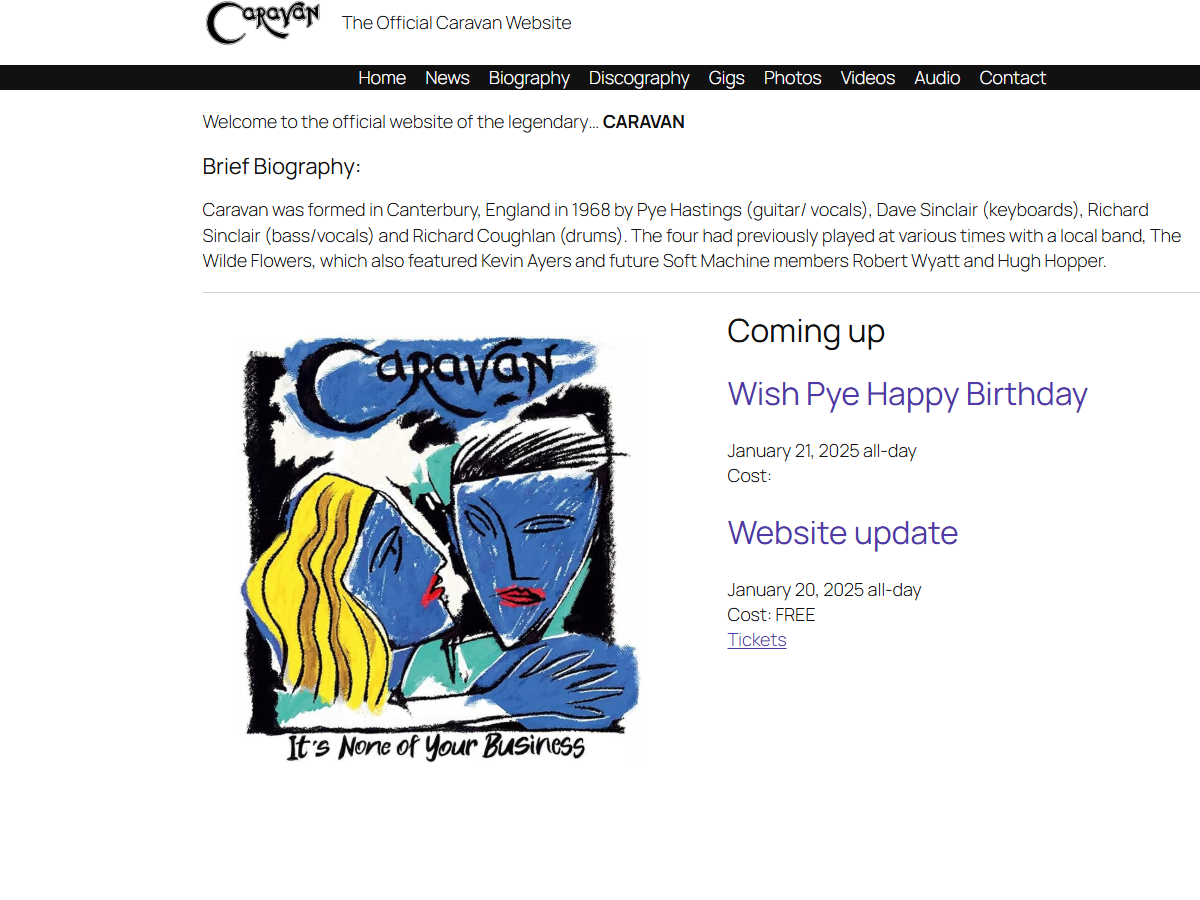 CARAVAN
The Official Caravan Website
Home News Biography Discography Gigs Photos Videos Audio Contact
Welcome to the official website of the legendary… CARAVAN
Brief Biography:
Caravan was formed in Canterbury, England in 1968 by Pye Hastings (guitar/ vocals), Dave Sinclair (keyboards), Richard
Sinclair (bass/vocals) and Richard Coughlan (drums). The four had previously played at various times with a local band, The
Wilde Flowers, which also featured Kevin Ayers and future Soft Machine members Robert Wyatt and Hugh Hopper.
CARAVAN
It's None of Your Business
Coming up
Wish Pye Happy Birthday
January 21, 2025 all-day
Cost:
Website update
January 20, 2025 all-day
Cost: FREE
Tickets